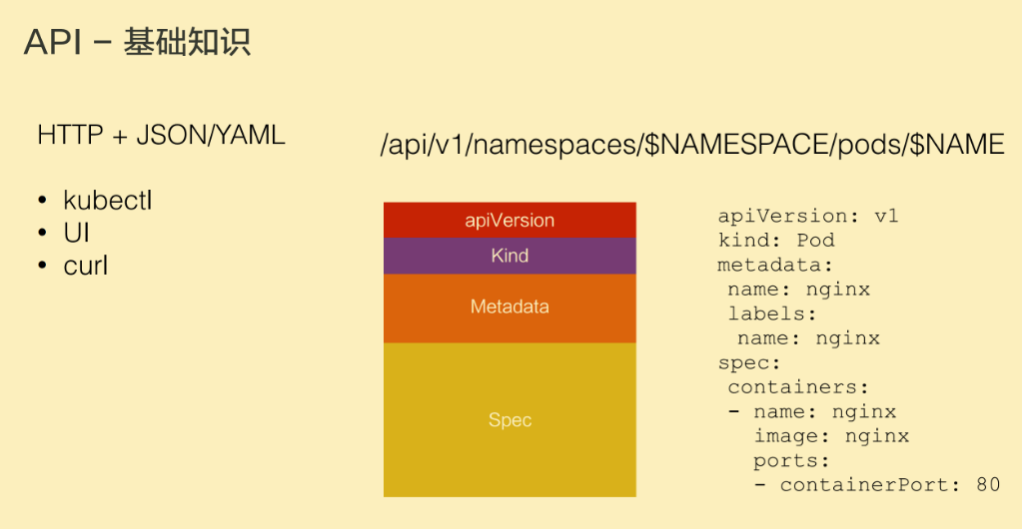 API – 基础知识
HTTP + JSON/YAML
• kubectl
• UI
• curl
/api/v1/namespaces/$NAMESPACE/pods/$NAME
apiVersion
Kind
Metadata
Spec
apiVersion: v1
kind: Pod
metadata:
 name: nginx
 labels:
  name: nginx
spec:
 containers:
 - name: nginx
   image: nginx
   ports:
   - containerPort: 80